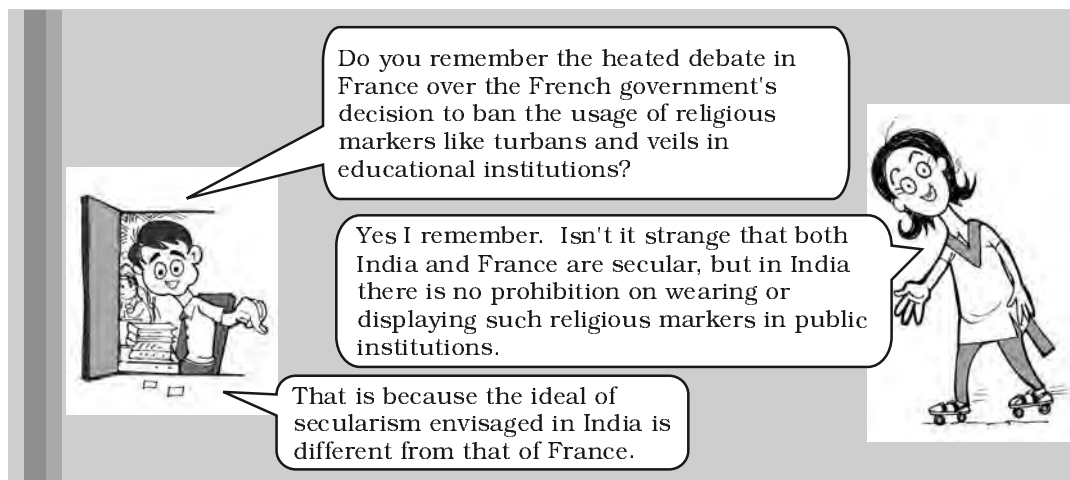 Do you remember the heated debate in
France over the French government's
decision to ban the usage of religious
markers like turbans and veils in
educational institutions?
Yes I remember.  Isn't it strange that both
India and France are secular, but in India
there is no prohibition on wearing or
displaying such religious markers in public
institutions.
That is because the ideal of
secularism envisaged in India is
different from that of France.